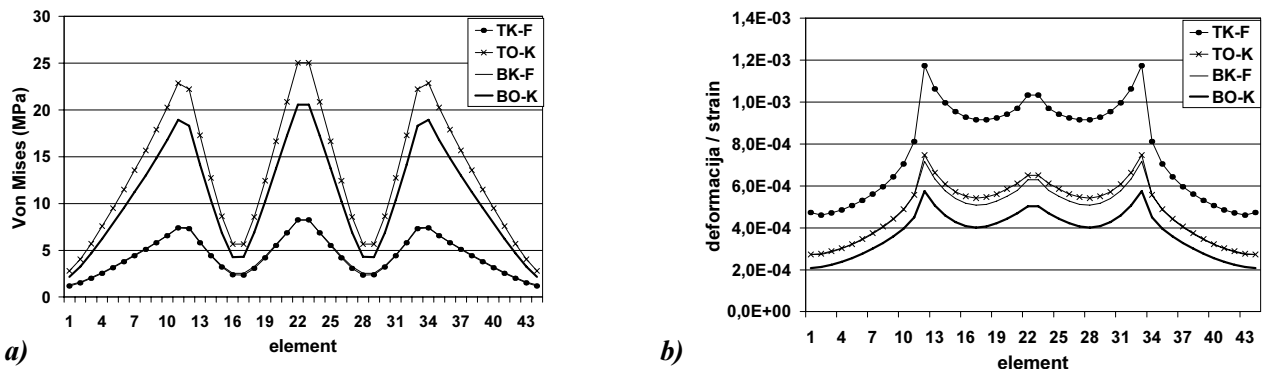 30
25
20
15
10
5
0
Von Mises (MPa)
1 4 7 10 13 16 19 22 25 28 31 34 37 40 43
element
TK-F
TO-K
BK-F
BO-K
a)
1,4E-03
1,2E-03
1,0E-03
8,0E-04
6,0E-04
4,0E-04
2,0E-04
0,0E+00
deformacija / strain
1 4 7 10 13 16 19 22 25 28 31 34 37 40 43
element
TK-F
TO-K
BK-F
BO-K
b)